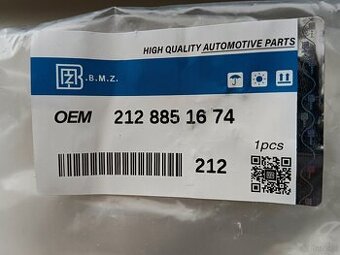 HIGH QUALITY AUTOMOTIVE PARTS
B.M.Z.
OEM 212 885 16 74
1pcs
212